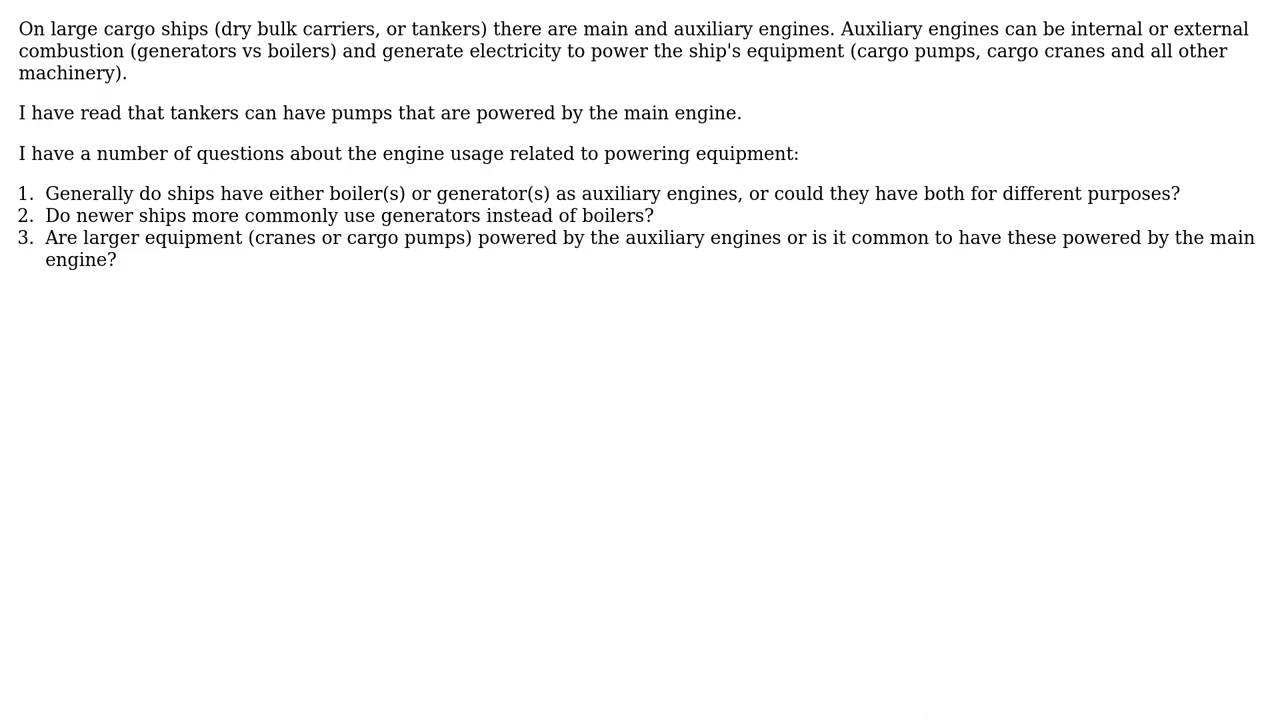 On large cargo ships (dry bulk carriers, or tankers) there are main and auxiliary engines. Auxiliary engines can be internal or external
combustion (generators vs boilers) and generate electricity to power the ship's equipment (cargo pumps, cargo cranes and all other
machinery).
I have read that tankers can have pumps that are powered by the main engine.
I have a number of questions about the engine usage related to powering equipment:
1. Generally do ships have either boiler(s) or generator(s) as auxiliary engines, or could they have both for different purposes?
2. Do newer ships more commonly use generators instead of boilers?
3. Are larger equipment (cranes or cargo pumps) powered by the auxiliary engines or is it common to have these powered by the main
engine?